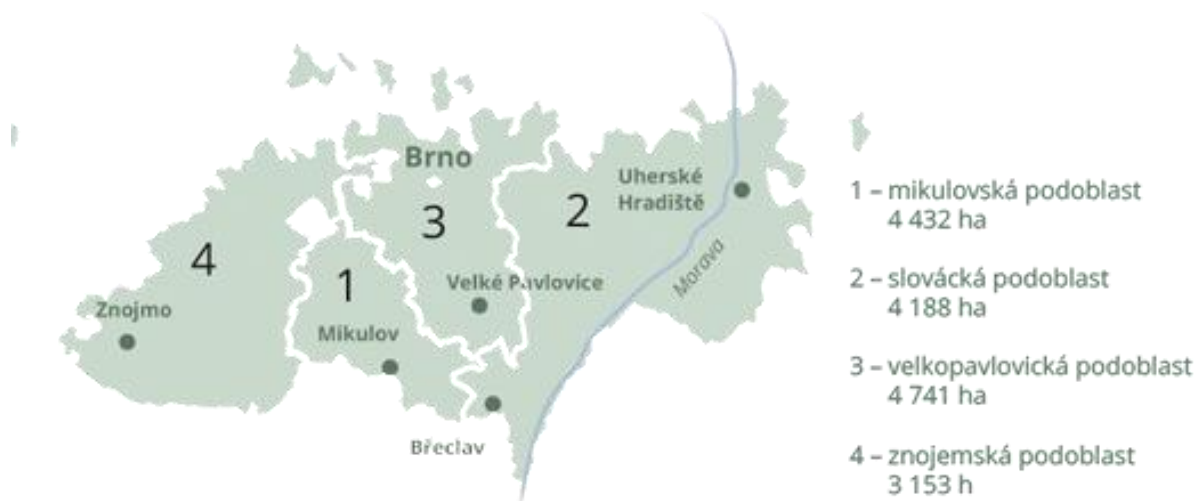 Brno
Uherské
Hradiště
2
3
4
1
Velké Pavlovice
Morava
Znojmo
Mikulov
Břeclav
1 – mikulovská podoblast
4 432 ha
2 – slovácká podoblast
4 188 ha
3 – velkopavlovická podoblast
4 741 ha
4 – znojemská podoblast
3 153 h